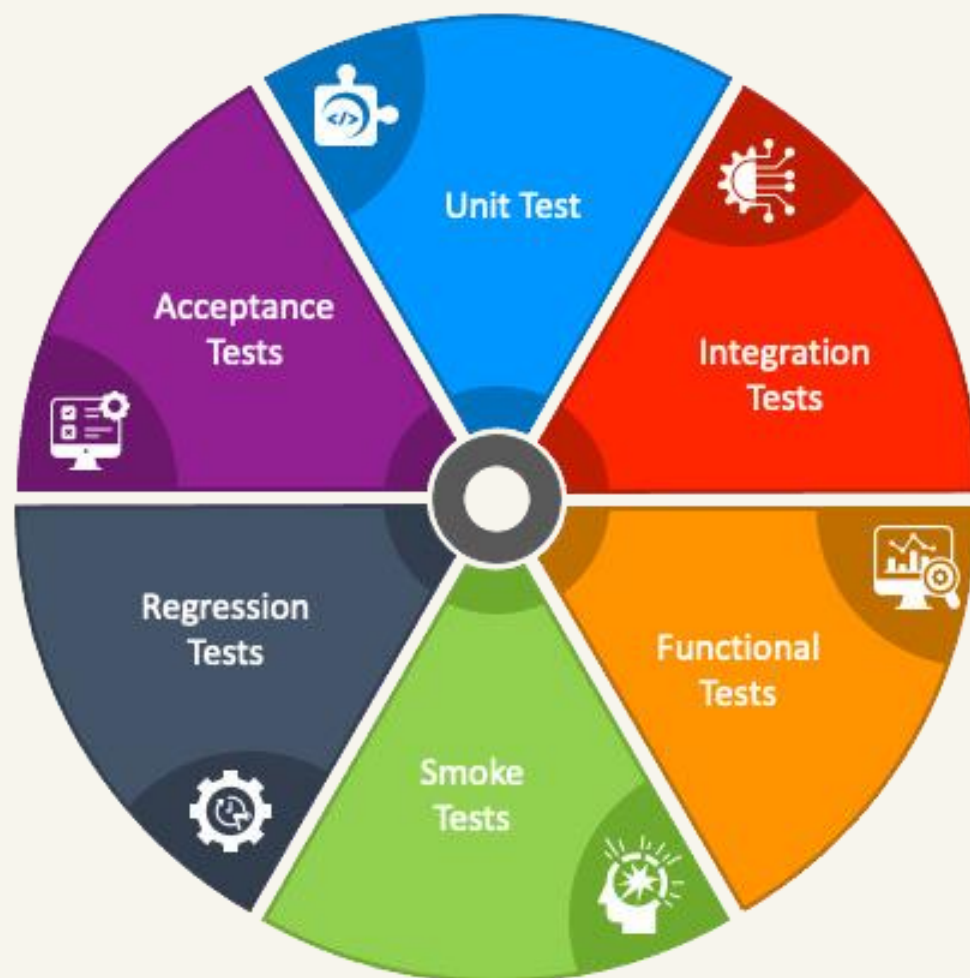 Unit Test
Acceptance
Tests
Integration
Tests
Regression
Tests
Functional
Tests
Smoke
Tests
</>